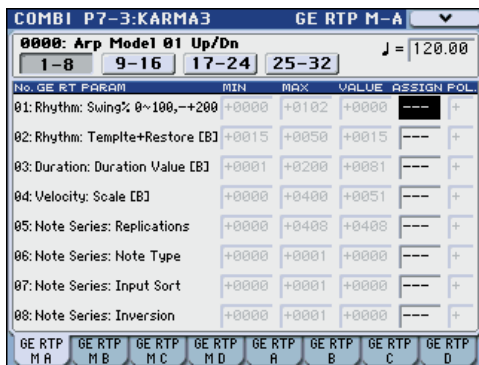 COMBI P7-3:KARMA3 GE RTP M-A
0000: Arp Model 01 Up/Dn ♩= 120.00
1-8 9-16 17-24 25-32
No. GE RT PARAM MIN MAX VALUE ASSIGN POL.
01: Rhythm: Swing% 0~100,-+200 +0000 +0102 +0000 --- +
02: Rhythm: Templte+Restore [B] +0015 +0050 +0015 --- +
03: Duration: Duration Value [B] +0001 +0200 +0081 --- +
04: Velocity: Scale [B] +0000 +0400 +0051 --- +
05: Note Series: Replications +0000 +0408 +0408 --- +
06: Note Series: Note Type +0000 +0001 +0000 --- +
07: Note Series: Input Sort +0000 +0001 +0001 --- +
08: Note Series: Inversion +0000 +0001 +0000 --- +
GE RTP M A GE RTP M B GE RTP M C GE RTP M D GE RTP A GE RTP B GE RTP C GE RTP D